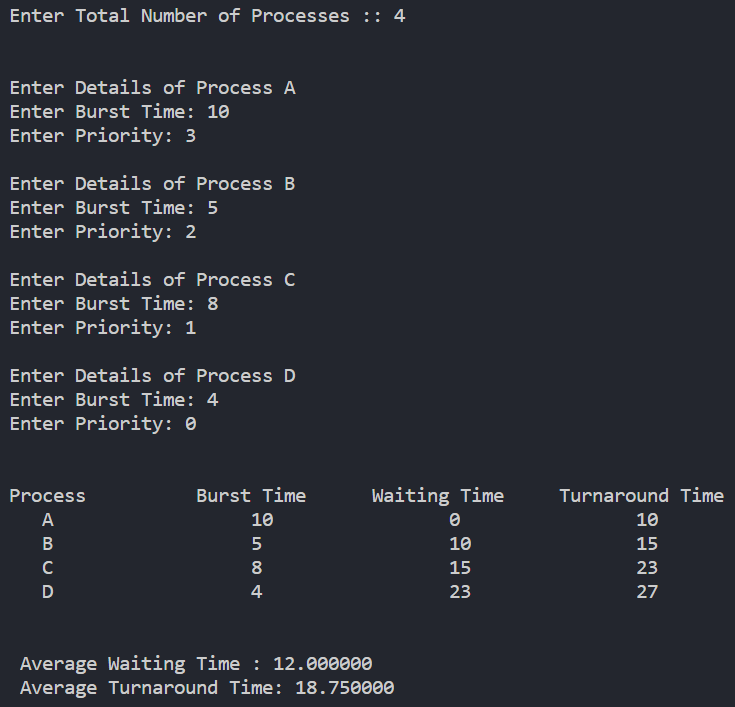 Enter Total Number of Processes :: 4
Enter Details of Process A
Enter Burst Time: 10
Enter Priority: 3
Enter Details of Process B
Enter Burst Time: 5
Enter Priority: 2
Enter Details of Process C
Enter Burst Time: 8
Enter Priority: 1
Enter Details of Process D
Enter Burst Time: 4
Enter Priority: 0
Process Burst Time Waiting Time Turnaround Time
A 10 0 10
B 5 10 15
C 8 15 23
D 4 23 27
Average Waiting Time : 12.000000
Average Turnaround Time: 18.750000